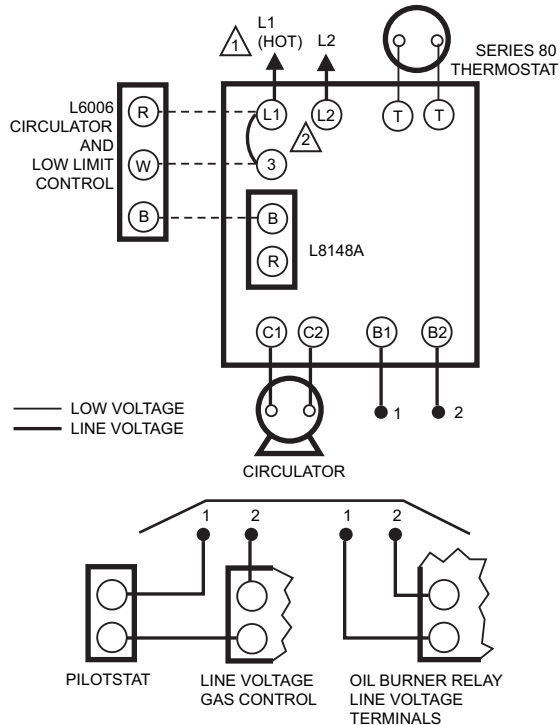 L1
(HOT)
L2
1
SERIES 80
THERMOSTAT
L6006
CIRCULATOR
AND
LOW LIMIT
CONTROL
R
W
B
L1
L2
T
T
2
3
B
R
L8148A
C1
C2
B1
B2
1
2
LOW VOLTAGE
LINE VOLTAGE
CIRCULATOR
1
2
1
2
PILOTSTAT
LINE VOLTAGE
GAS CONTROL
OIL BURNER RELAY
LINE VOLTAGE
TERMINALS